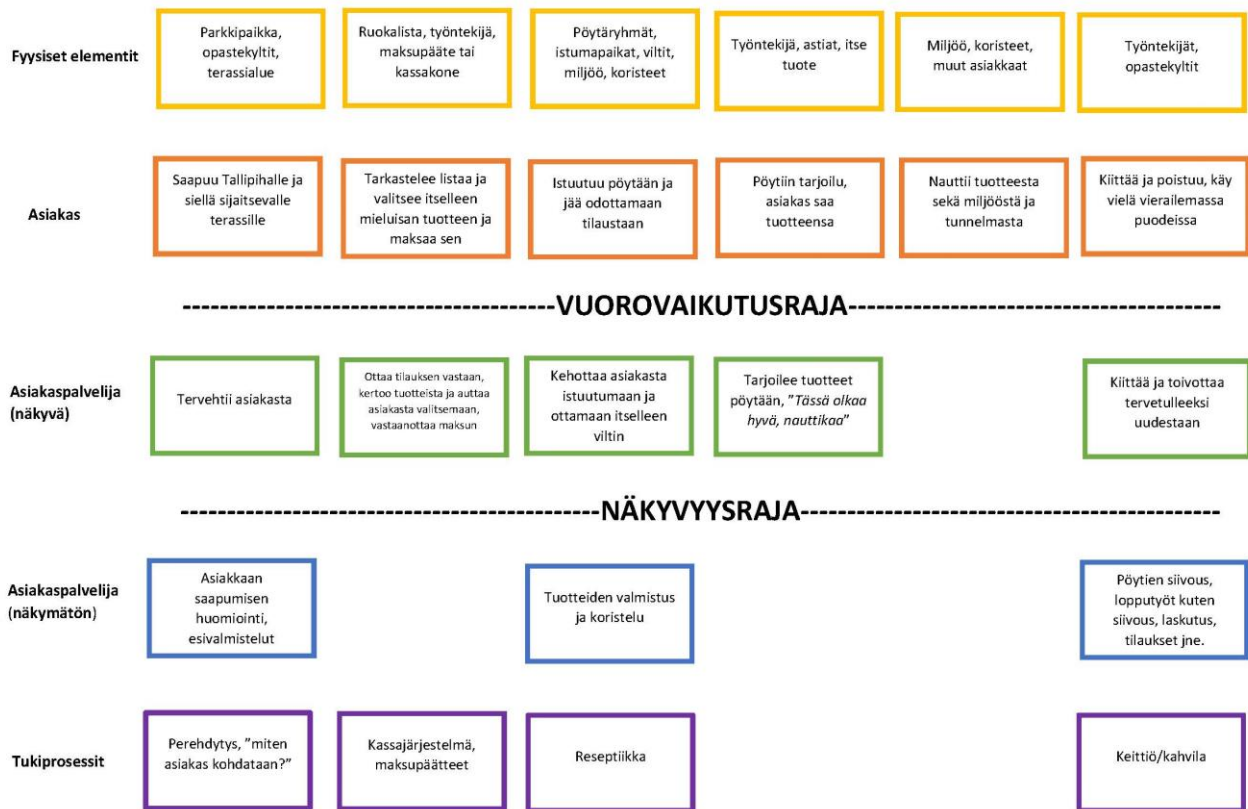 Fyysiset elementit
Parkkipaikka,
opastekyltit,
terassialue
Ruokalista, työntekijä,
maksupääte tai
kassakone
Pöytäryhmät,
istumapaikat, viltit,
miljöö, koristeet
Työntekijä, astiat, itse
tuote
Miljöö, koristeet,
muut asiakkaat
Työntekijät,
opastekyltit
Asiakas
Saapuu Tallipihalle ja
siellä sijaitsevalle
terassille
Tarkastelee listaa ja
valitsee itselleen
mieluisan tuotteen ja
maksaa sen
Istuutuu pöytään ja
jää odottamaan
tilaustaan
Pöytiin tarjoilu,
asiakas saa
tuotteensa
Nauttii tuotteesta
sekä miljööstä ja
tunnelmasta
Kiittää ja poistuu, käy
vielä vierailemassa
puodeissa
VUOROVAIKUTUSRAJA
Asiakaspalvelija
(näkyvä)
Tervehtii asiakasta
Ottaa tilauksen vastaan,
kertoo tuotteista ja auttaa
asiakasta valitsemaan,
vastaanottaa maksun
Kehottaa asiakasta
istuutumaan ja
ottamaan itselleen
viltin
Tarjoilee tuotteet
pöytään, ”Tässä olkaa
hyvä, nauttikaa”
Kiittää ja toivottaa
tervetulleeksi
uudestaan
NÄKYVYYSRAJA
Asiakaspalvelija
(näkymätön)
Asiakkaan
saapumisen
huomiointi,
esivalmistelut
Tuotteiden valmistus
ja koristelu
Pöytien siivous,
lopputyöt kuten
siivous, laskutus,
tilaukset jne.
Tukiprosessit
Perehdytys, ”miten
asiakas kohdataan?”
Kassajärjestelmä,
maksupäätteet
Reseptiikka
Keittiö/kahvila